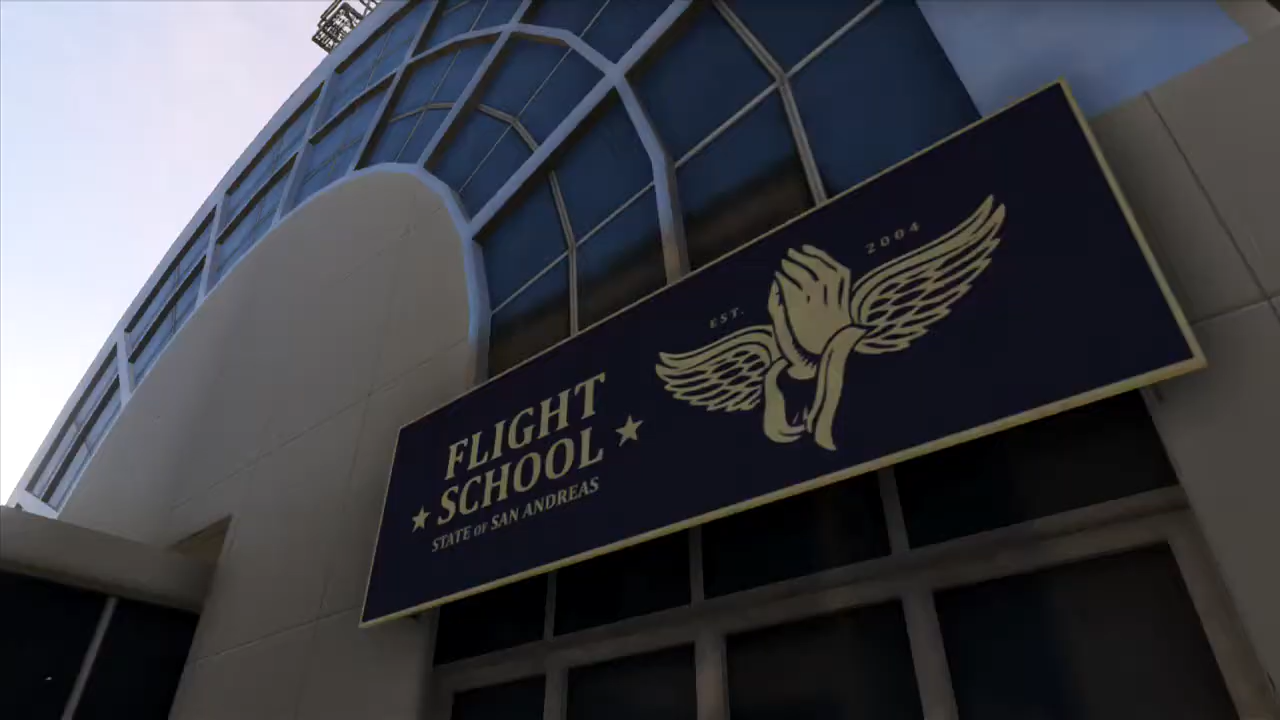 FLIGHT
SCHOOL
STATE OF SAN ANDREAS
EST.
2004